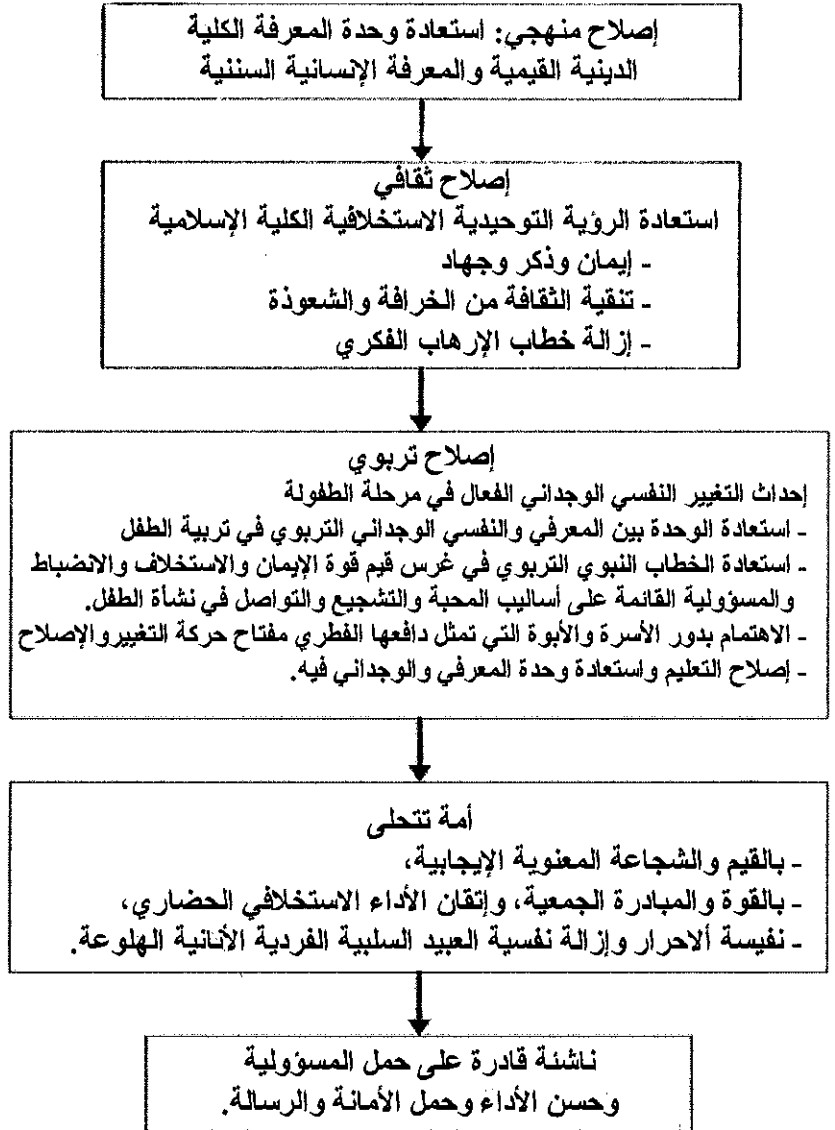 إصلاح منهجي: استعادة وحدة المعرفة الكلية
الدينية القيمية والمعرفة الإنسانية السننية
إصلاح ثقافي
استعادة الرؤية التوحيدية الاستخلافية الكلية الإسلامية
- إيمان وذكر وجهاد
- تنقية الثقافة من الخرافة والشعوذة
- إزالة خطاب الإرهاب الفكري
إصلاح تربوي
إحداث التغيير النفسي الوجداني الفعال في مرحلة الطفولة
- استعادة الوحدة بين المعرفي والنفسي الوجداني التربوي في تربية الطفل
- استعادة الخطاب النبوي التربوي في غرس قيم قوة الإيمان والاستخلاف والانضباط
والمسؤولية القائمة على أساليب المحبة والتشجيع والتواصل في نشأة الطفل.
- الاهتمام بدور الأسرة والأبوة التي تمثل دافعها الفطري مفتاح حركة التغييروالإصلاح
- إصلاح التعليم واستعادة وحدة المعرفي والوجداني فيه.
أمة تتحلى
- بالقيم والشجاعة المعنوية الإيجابية،
- بالقوة والمبادرة الجمعية، وإتقان الأداء الاستخلافي الحضاري،
- نفيسة ألاحرار وإزالة نفسية العبيد السلبية الفردية الأنانية الهلوعة.
ناشئة قادرة على حمل المسؤولية
وحسن الأداء وحمل الأمانة والرسالة.